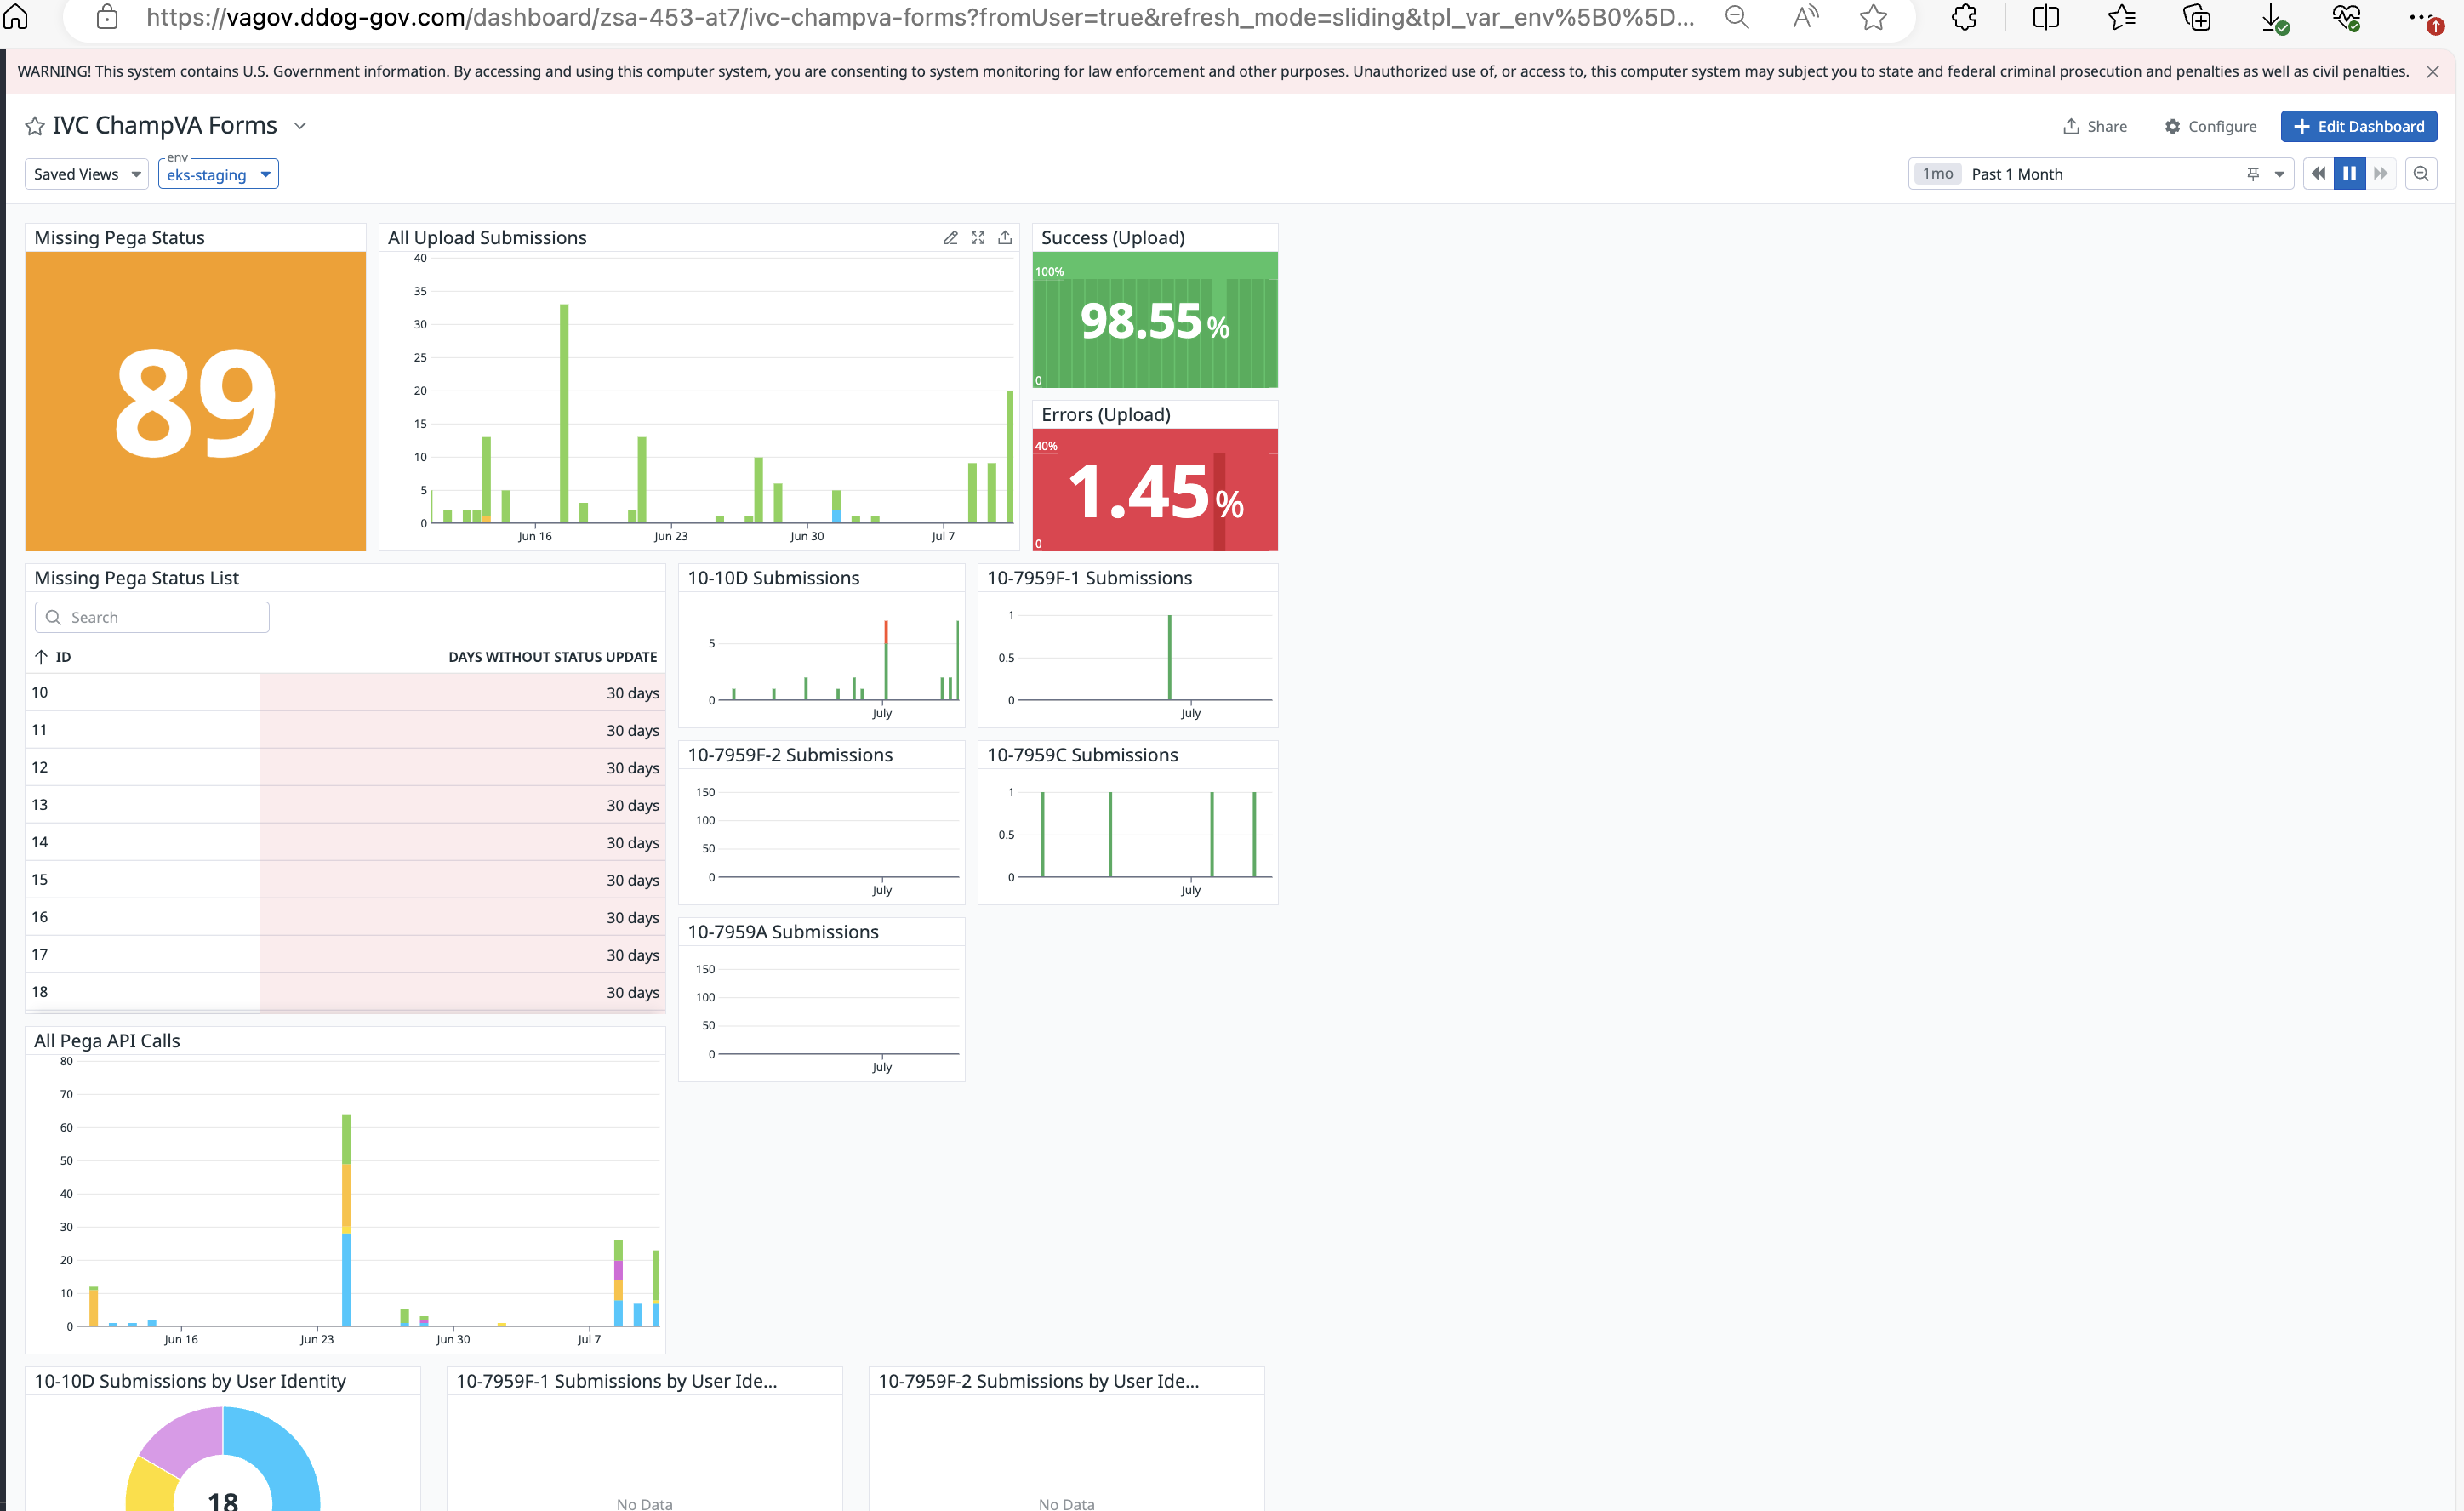 https://vagov.ddog-gov.com/dashboard/zsa-453-at7/ivc-champva-forms?fromUser=true&refresh_mode=sliding&tpl_var_env%5B0%5D...
WARNING! This system contains U.S. Government information. By accessing and using this computer system, you are consenting to system monitoring for law enforcement and other purposes. Unauthorized use of, or access to, this computer system may subject you to state and federal criminal prosecution and penalties as well as civil penalties.
IVC ChampVA Forms
Share
Configure
Edit Dashboard
Saved Views
env
eks-staging
1mo
Past 1 Month
Missing Pega Status
89
All Upload Submissions
40
35
30
25
20
15
10
5
0
Jun 16
Jun 23
Jun 30
Jul 7
Success (Upload)
100%
98.55%
0
Errors (Upload)
40%
1.45%
0
Missing Pega Status List
Search
ID
DAYS WITHOUT STATUS UPDATE
10
30 days
11
30 days
12
30 days
13
30 days
14
30 days
15
30 days
16
30 days
17
30 days
18
30 days
10-10D Submissions
5
0
July
10-7959F-1 Submissions
1
0.5
0
July
10-7959F-2 Submissions
150
100
50
0
July
10-7959C Submissions
1
0.5
0
July
10-7959A Submissions
150
100
50
0
July
All Pega API Calls
80
70
60
50
40
30
20
10
0
Jun 16
Jun 23
Jun 30
Jul 7
10-10D Submissions by User Identity
18
10-7959F-1 Submissions by User Ide...
No Data
10-7959F-2 Submissions by User Ide...
No Data